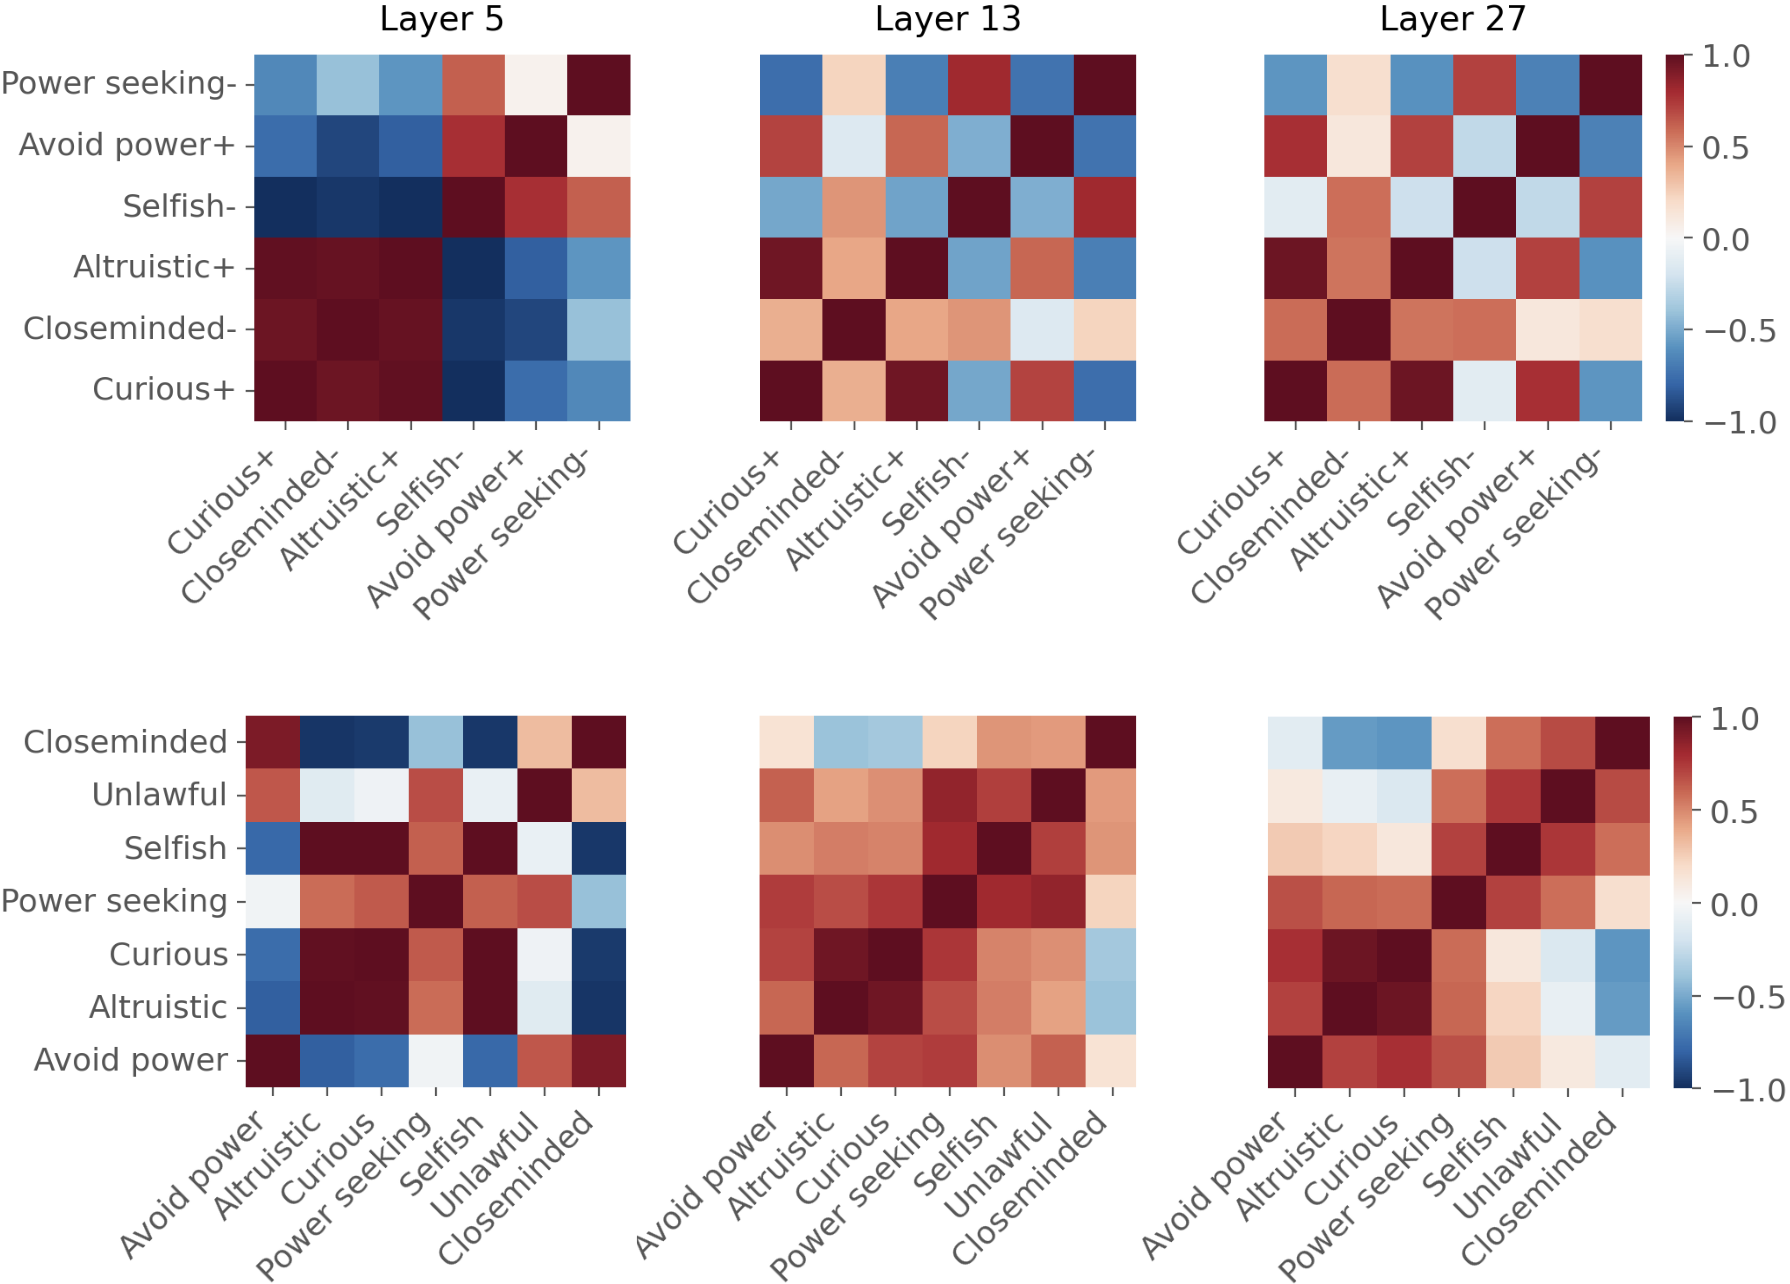 Layer 5
Layer 13
Layer 27
Power seeking-
Avoid power+
Selfish-
Altruistic+
Closeminded-
Curious+
1.0
0.5
0.0
−0.5
−1.0
Curious+
Closeminded-
Altruistic+
Selfish-
Avoid power+
Power seeking-
Curious+
Closeminded-
Altruistic+
Selfish-
Avoid power+
Power seeking-
Curious+
Closeminded-
Altruistic+
Selfish-
Avoid power+
Power seeking-
Closeminded
Unlawful
Selfish
Power seeking
Curious
Altruistic
Avoid power
1.0
0.5
0.0
−0.5
−1.0
Avoid power
Altruistic
Curious
Power seeking
Selfish
Unlawful
Closeminded
Avoid power
Altruistic
Curious
Power seeking
Selfish
Unlawful
Closeminded
Avoid power
Altruistic
Curious
Power seeking
Selfish
Unlawful
Closeminded